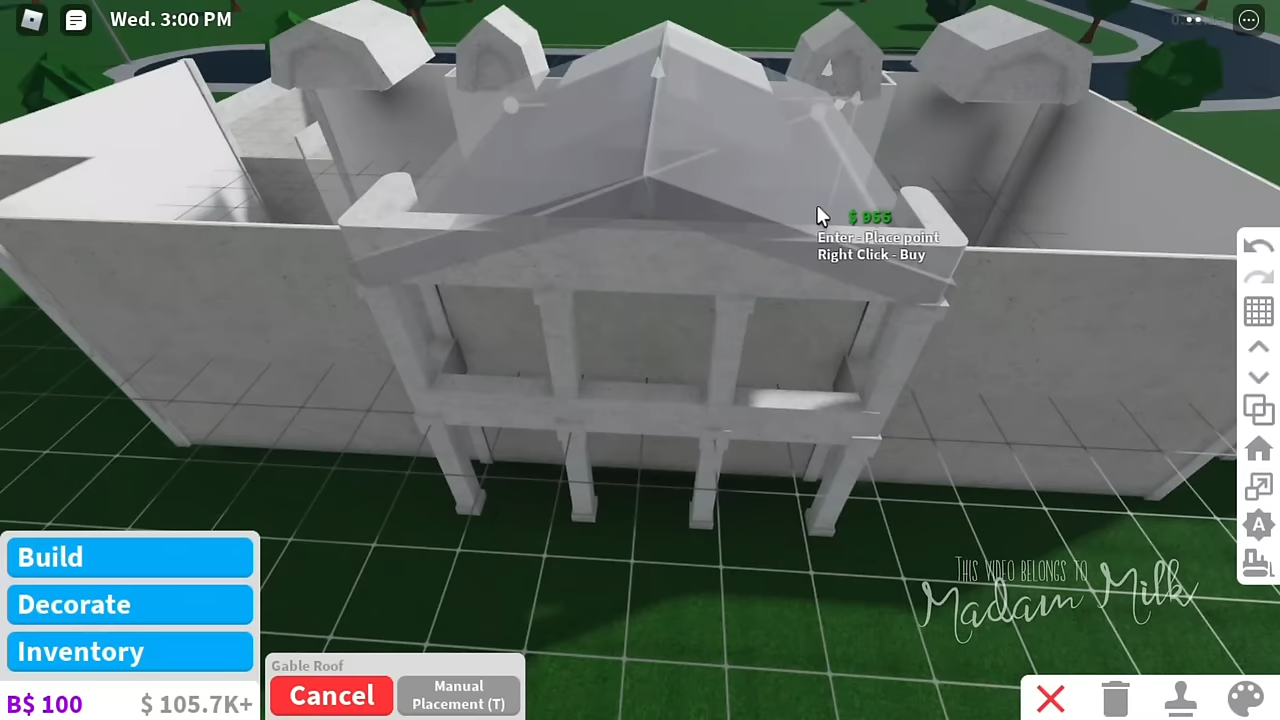 Wed. 3:00 PM
$ 955
Enter - Place point
Right Click - Buy
A
THIS VIDEO BELONGS TO
Madam Milk
Build
Decorate
Inventory
B$ 100
$ 105.7K+
Gable Roof
Cancel
Manual
Placement (T)